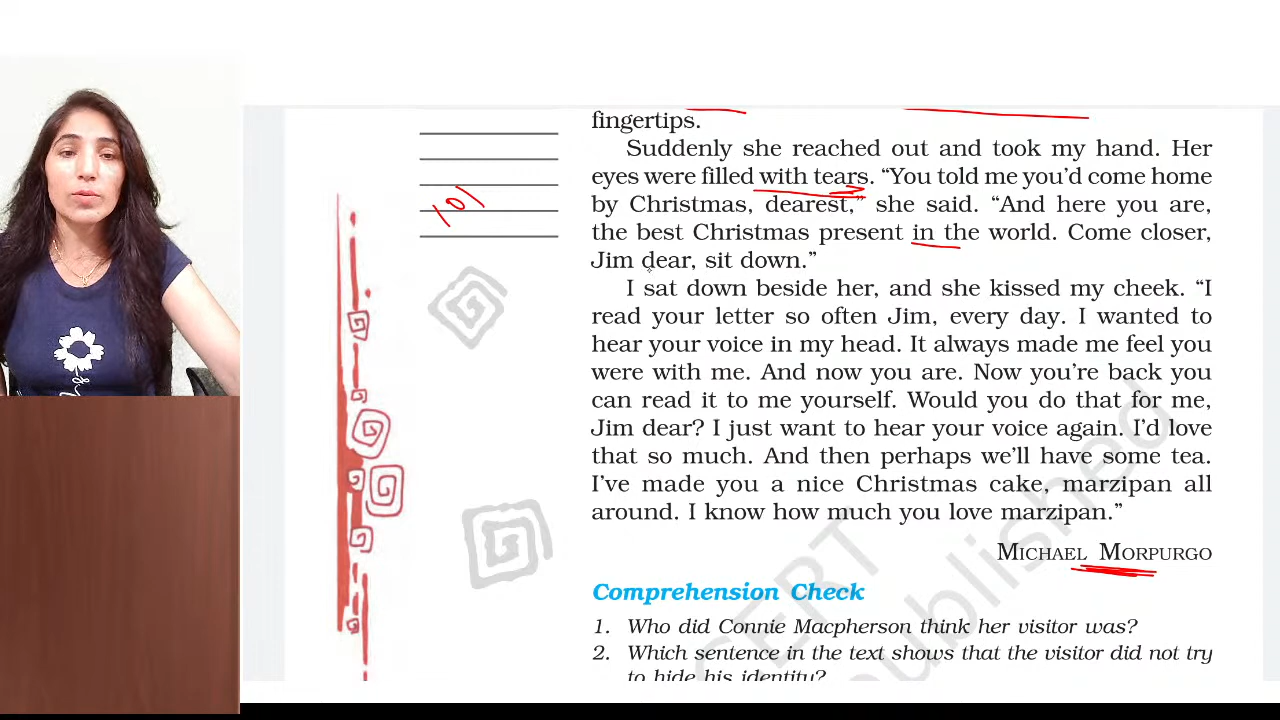 fingertips.
Suddenly she reached out and took my hand. Her
eyes were filled with tears. “You told me you’d come home
by Christmas, dearest,” she said. “And here you are,
the best Christmas present in the world. Come closer,
Jim dear, sit down.”
I sat down beside her, and she kissed my cheek. “I
read your letter so often Jim, every day. I wanted to
hear your voice in my head. It always made me feel you
were with me. And now you are. Now you’re back you
can read it to me yourself. Would you do that for me,
Jim dear? I just want to hear your voice again. I’d love
that so much. And then perhaps we’ll have some tea.
I’ve made you a nice Christmas cake, marzipan all
around. I know how much you love marzipan.”
MICHAEL MORPURGO
Comprehension Check
1. Who did Connie Macpherson think her visitor was?
2. Which sentence in the text shows that the visitor did not try
to hide his identity?
101